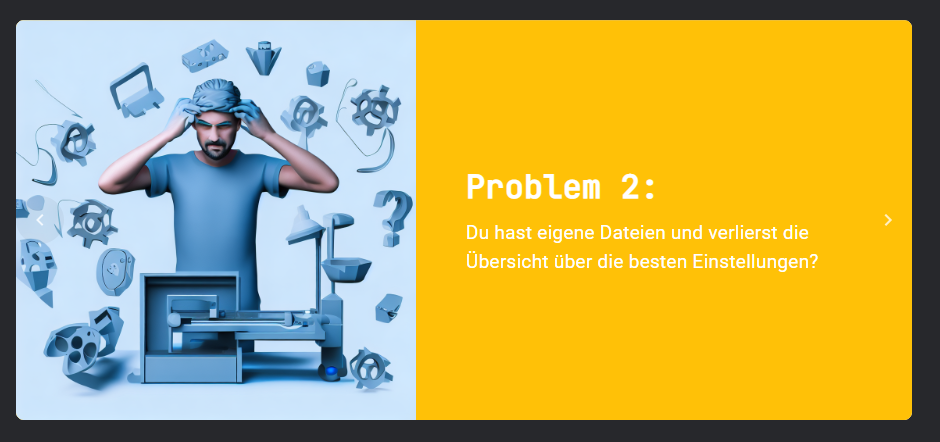 Problem 2:
Du hast eigene Dateien und verlierst die
Übersicht über die besten Einstellungen?